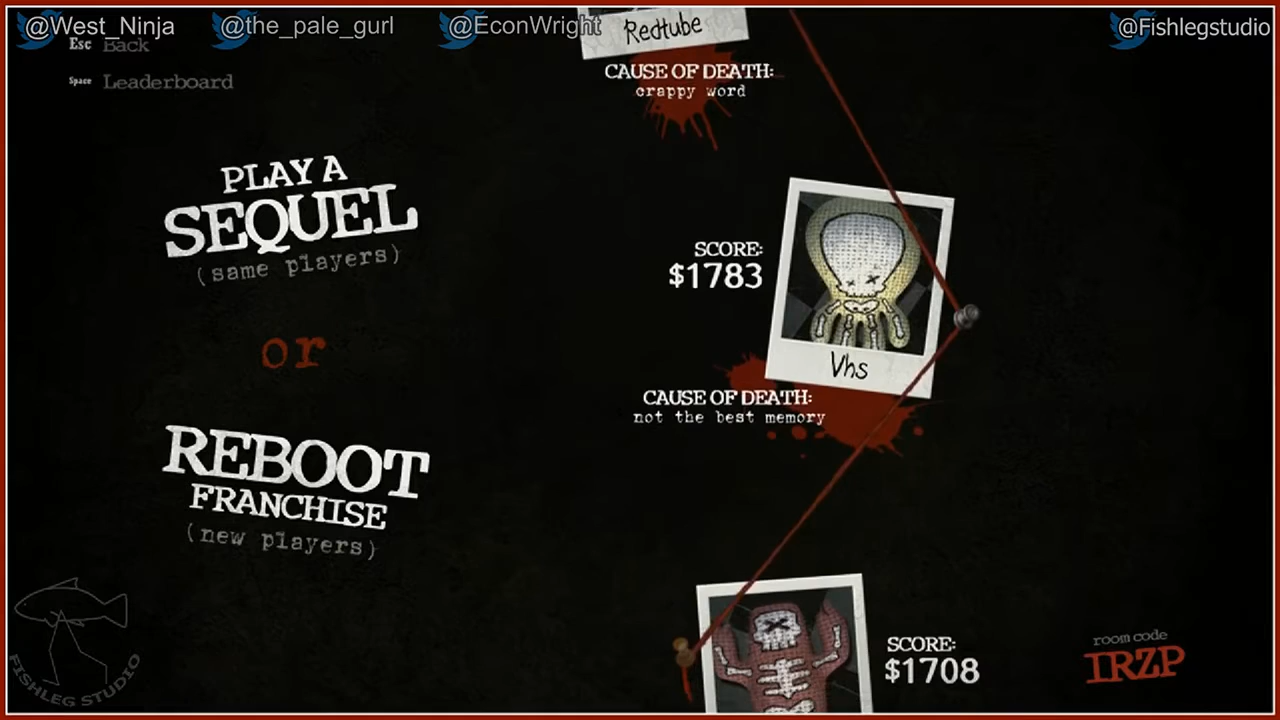 @West_Ninja
@the_pale_gurl
@EconWright
@Fishlegstudio
Esc Back
Space Leaderboard
Redtube
CAUSE OF DEATH:
crappy word
PLAY A
SEQUEL
(same players)
or
REBOOT
FRANCHISE
(new players)
SCORE:
$1783
Vhs
CAUSE OF DEATH:
not the best memory
SCORE:
$1708
room code
IRZP
FISHLEG STUDIO